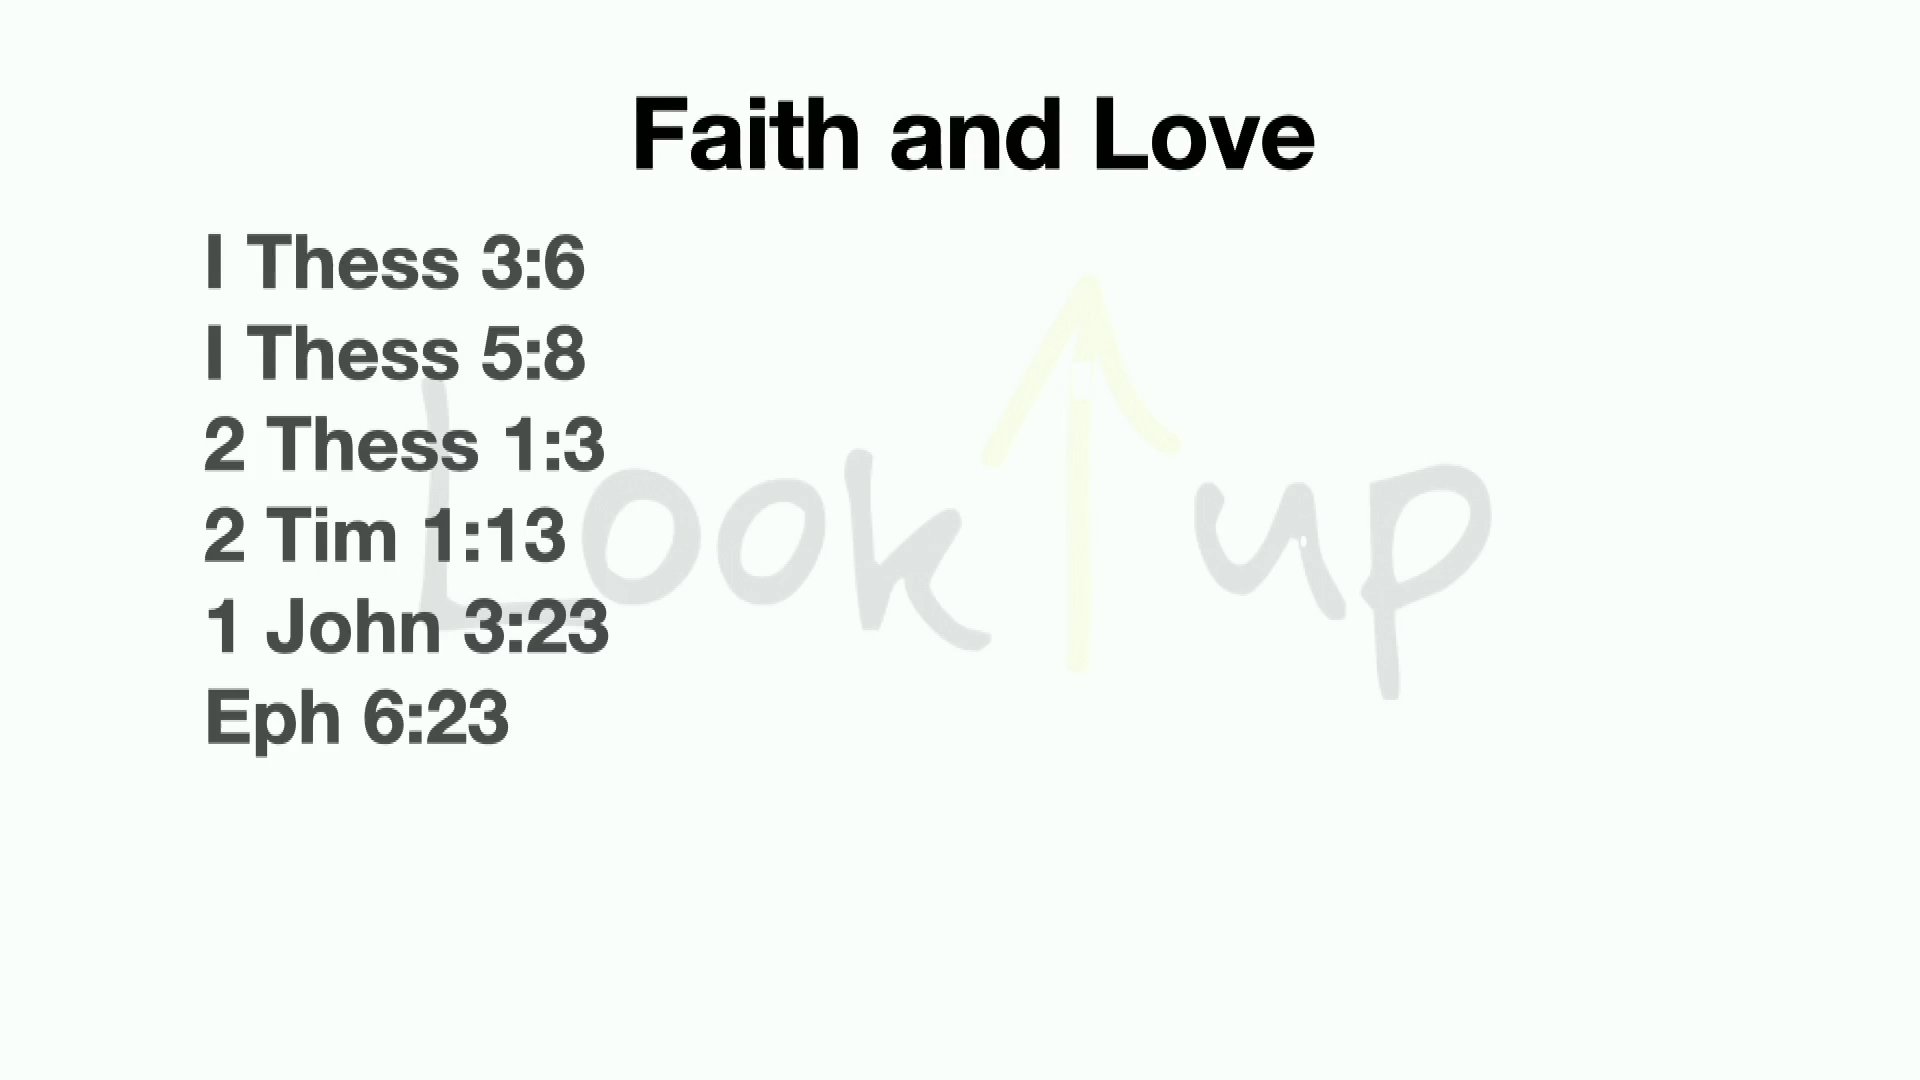 Faith and Love
I Thess 3:6
I Thess 5:8
2 Thess 1:3
2 Tim 1:13
1 John 3:23
Eph 6:23
Look up